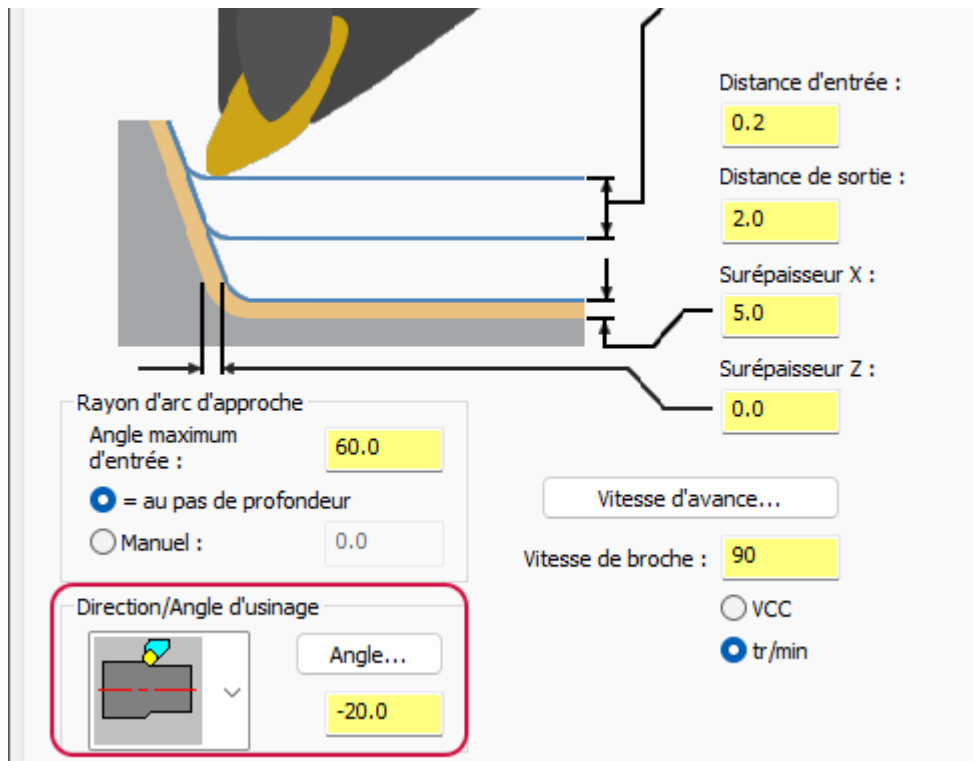 Distance d'entrée :
0.2
Distance de sortie :
2.0
Surépaisseur X :
5.0
Surépaisseur Z :
0.0
Rayon d'arc d'approche
Angle maximum
d'entrée :
60.0
= au pas de profondeur
Manuel :
0.0
Vitesse d'avance...
Vitesse de broche :
90
VCC
tr/min
Direction/Angle d'usinage
Angle...
-20.0